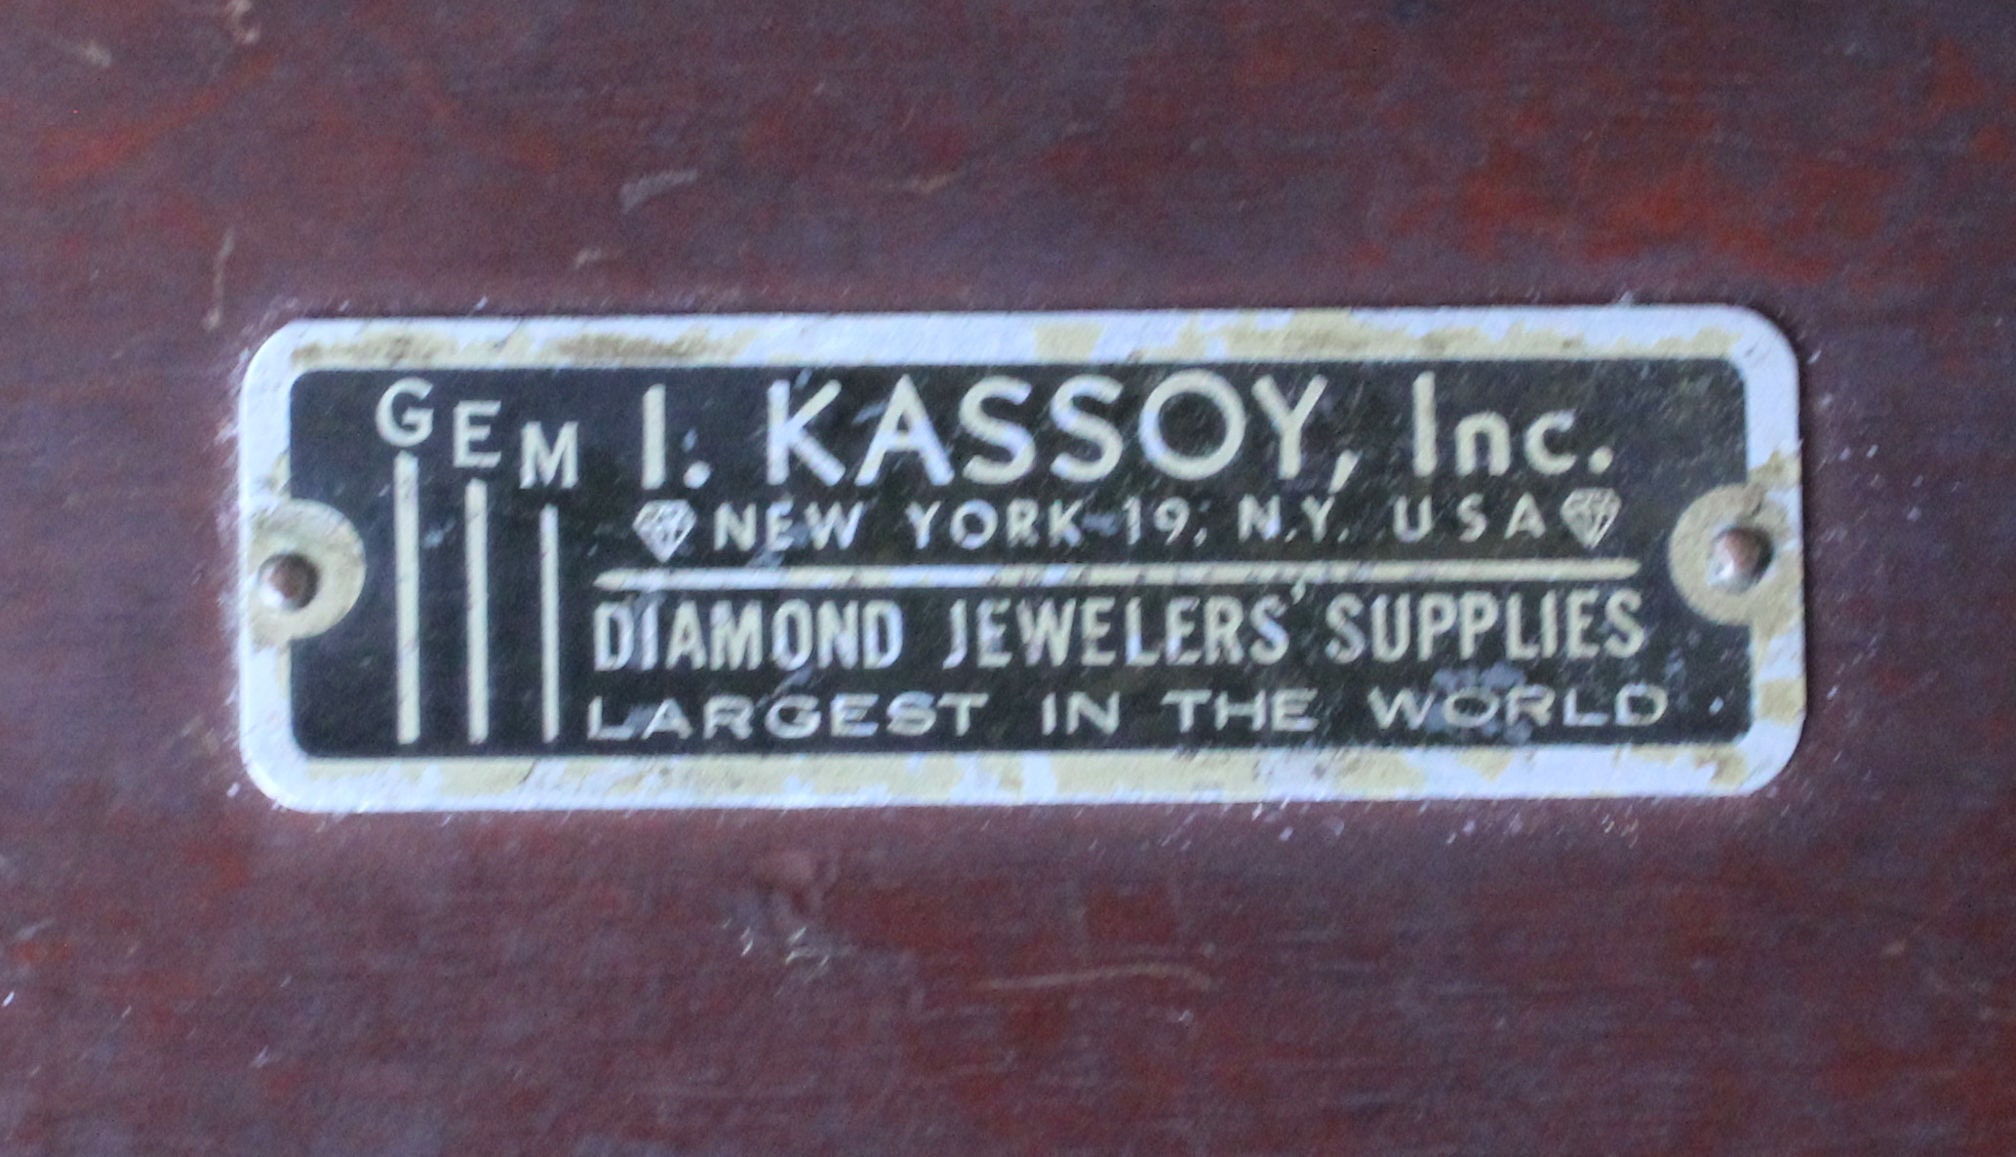 GEM
I. KASSOY, Inc.
NEW YORK 19, N.Y. USA
DIAMOND JEWELERS' SUPPLIES
LARGEST IN THE WORLD